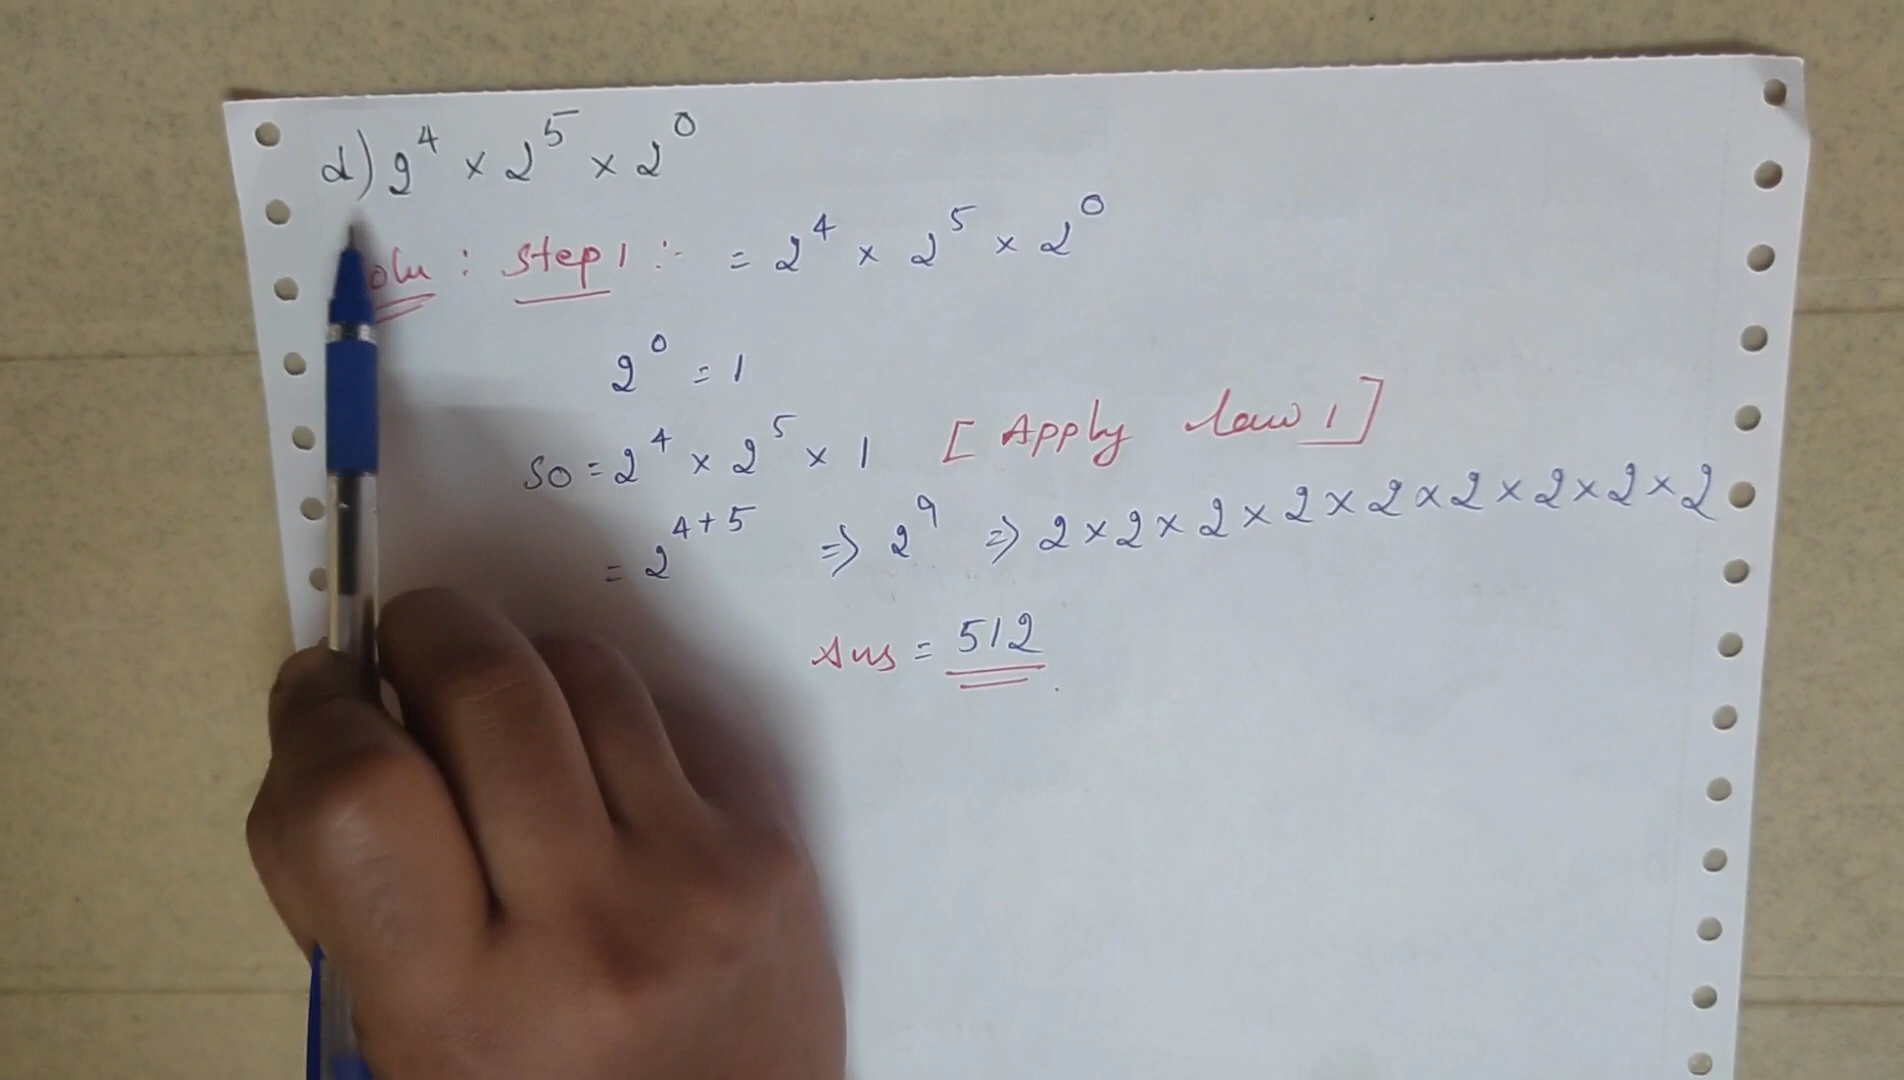 d) 2⁴ × 2⁵ × 2⁰
oln : Step 1 :- = 2⁴ × 2⁵ × 2⁰
2⁰ = 1
So = 2⁴ × 2⁵ × 1 [Apply law 1]
= 2⁴⁺⁵ ⇒ 2⁹ ⇒ 2 × 2 × 2 × 2 × 2 × 2 × 2 × 2 × 2
Ans = 512